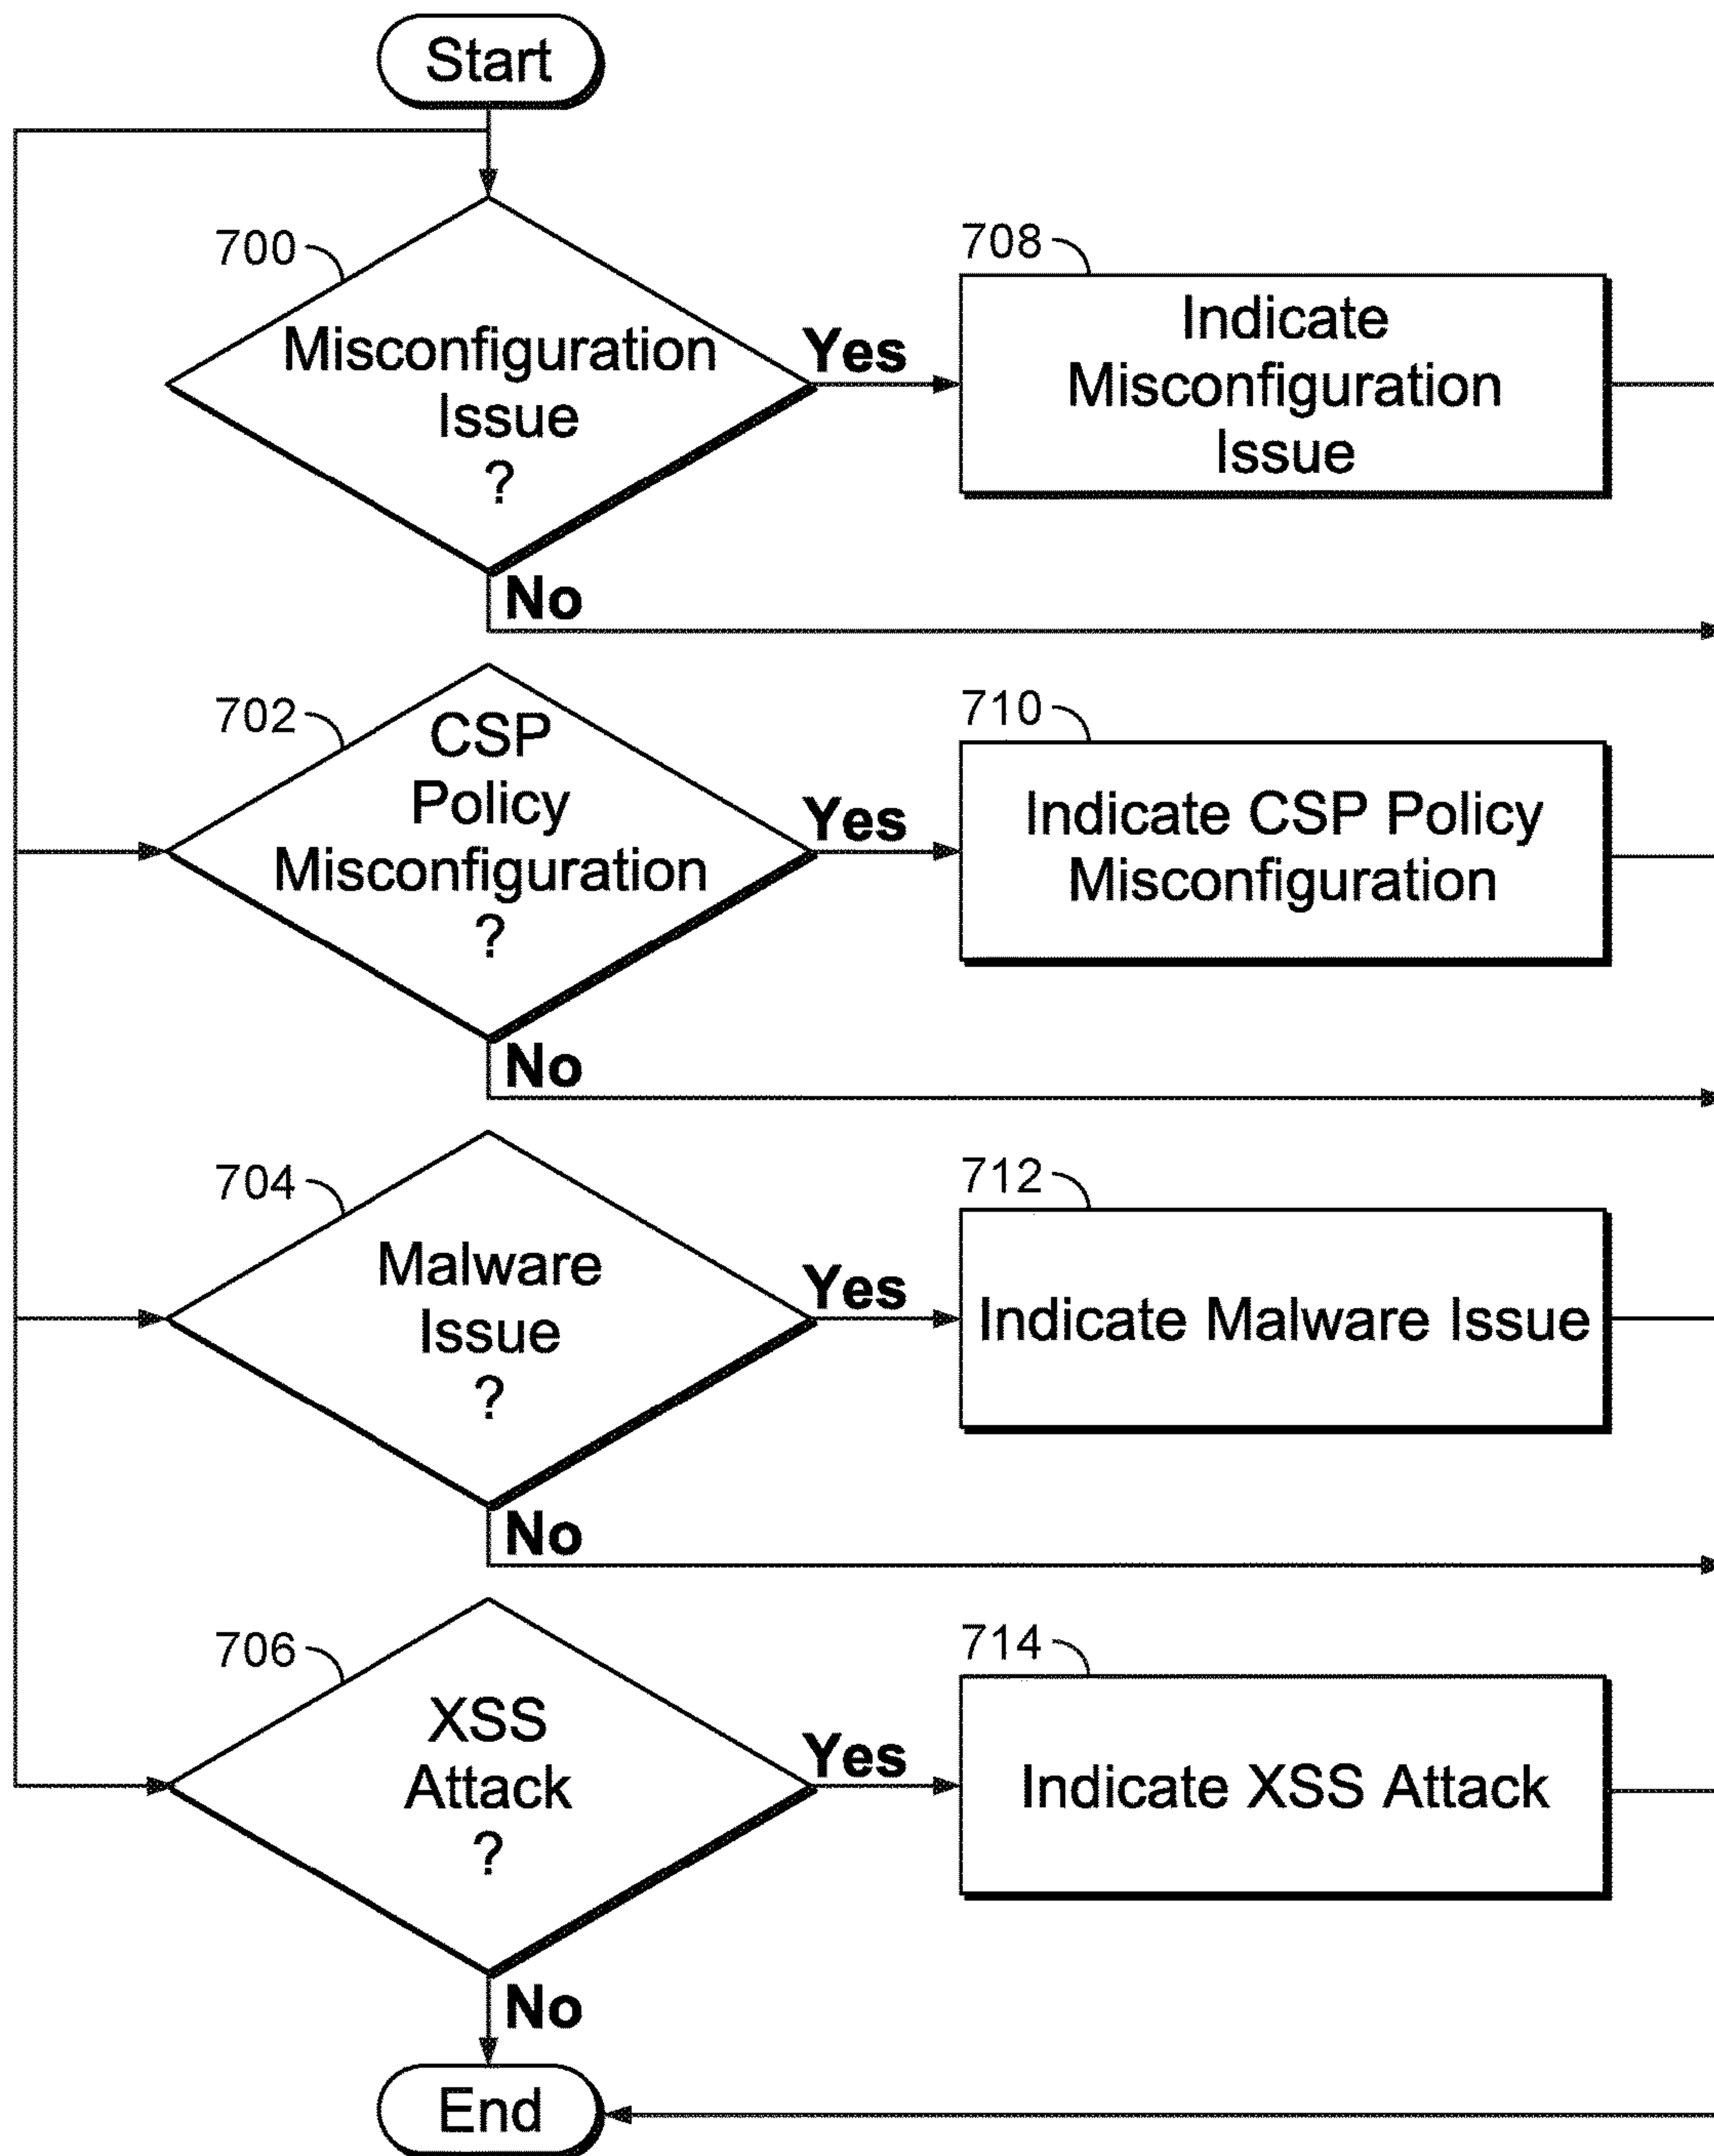 Start
700
Misconfiguration
Issue
?
Yes
708
Indicate
Misconfiguration
Issue
No
702
CSP
Policy
Misconfiguration
?
Yes
710
Indicate CSP Policy
Misconfiguration
No
704
Malware
Issue
?
Yes
712
Indicate Malware Issue
No
706
XSS
Attack
?
Yes
714
Indicate XSS Attack
No
End